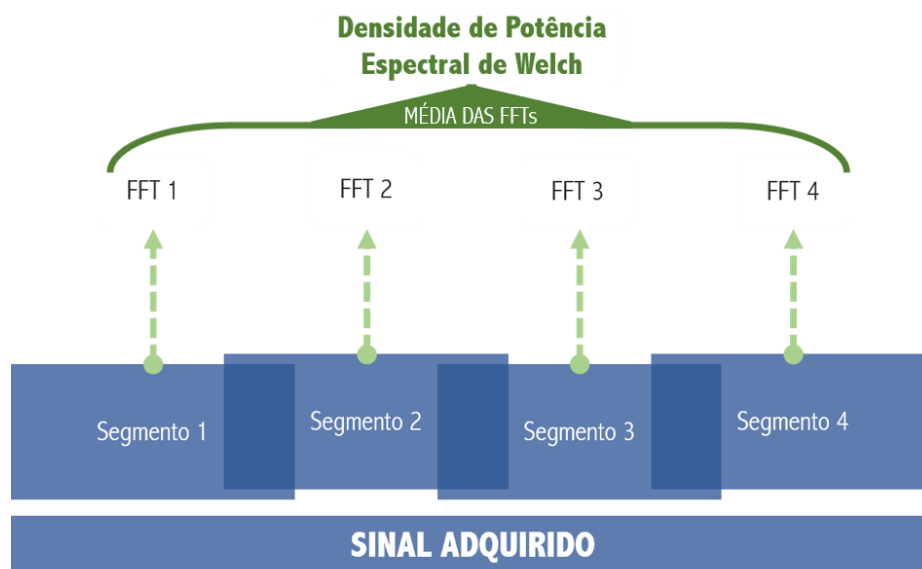 Densidade de Potência
Espectral de Welch
MÉDIA DAS FFTs
FFT 1
FFT 2
FFT 3
FFT 4
Segmento 1
Segmento 2
Segmento 3
Segmento 4
SINAL ADQUIRIDO